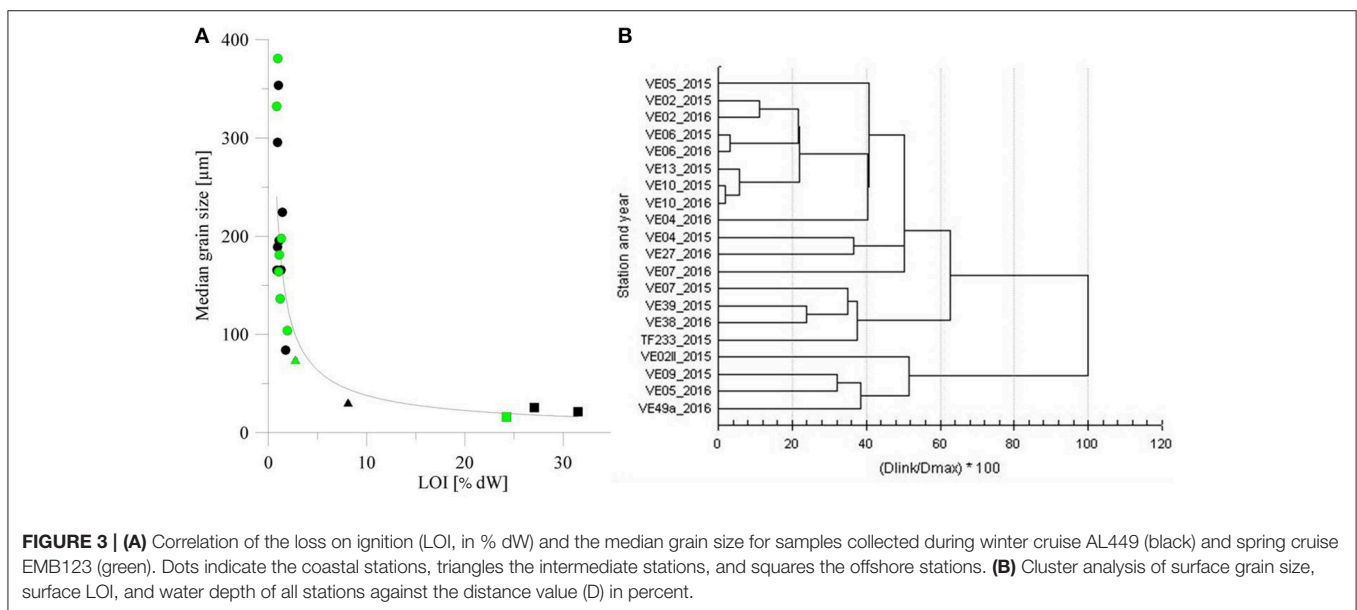 A
400
300
200
100
0
Median grain size [µm]
0
10
20
30
LOI [% dW]
B
Station and year
VE05_2015
VE02_2015
VE02_2016
VE06_2015
VE06_2016
VE13_2015
VE10_2015
VE10_2016
VE04_2016
VE04_2015
VE27_2016
VE07_2016
VE07_2015
VE39_2015
VE38_2016
TF233_2015
VE02II_2015
VE09_2015
VE05_2016
VE49a_2016
0
20
40
60
80
100
120
(Dlink/Dmax) * 100
FIGURE 3 | (A) Correlation of the loss on ignition (LOI, in % dW) and the median grain size for samples collected during winter cruise AL449 (black) and spring cruise
EMB123 (green). Dots indicate the coastal stations, triangles the intermediate stations, and squares the offshore stations. (B) Cluster analysis of surface grain size,
surface LOI, and water depth of all stations against the distance value (D) in percent.